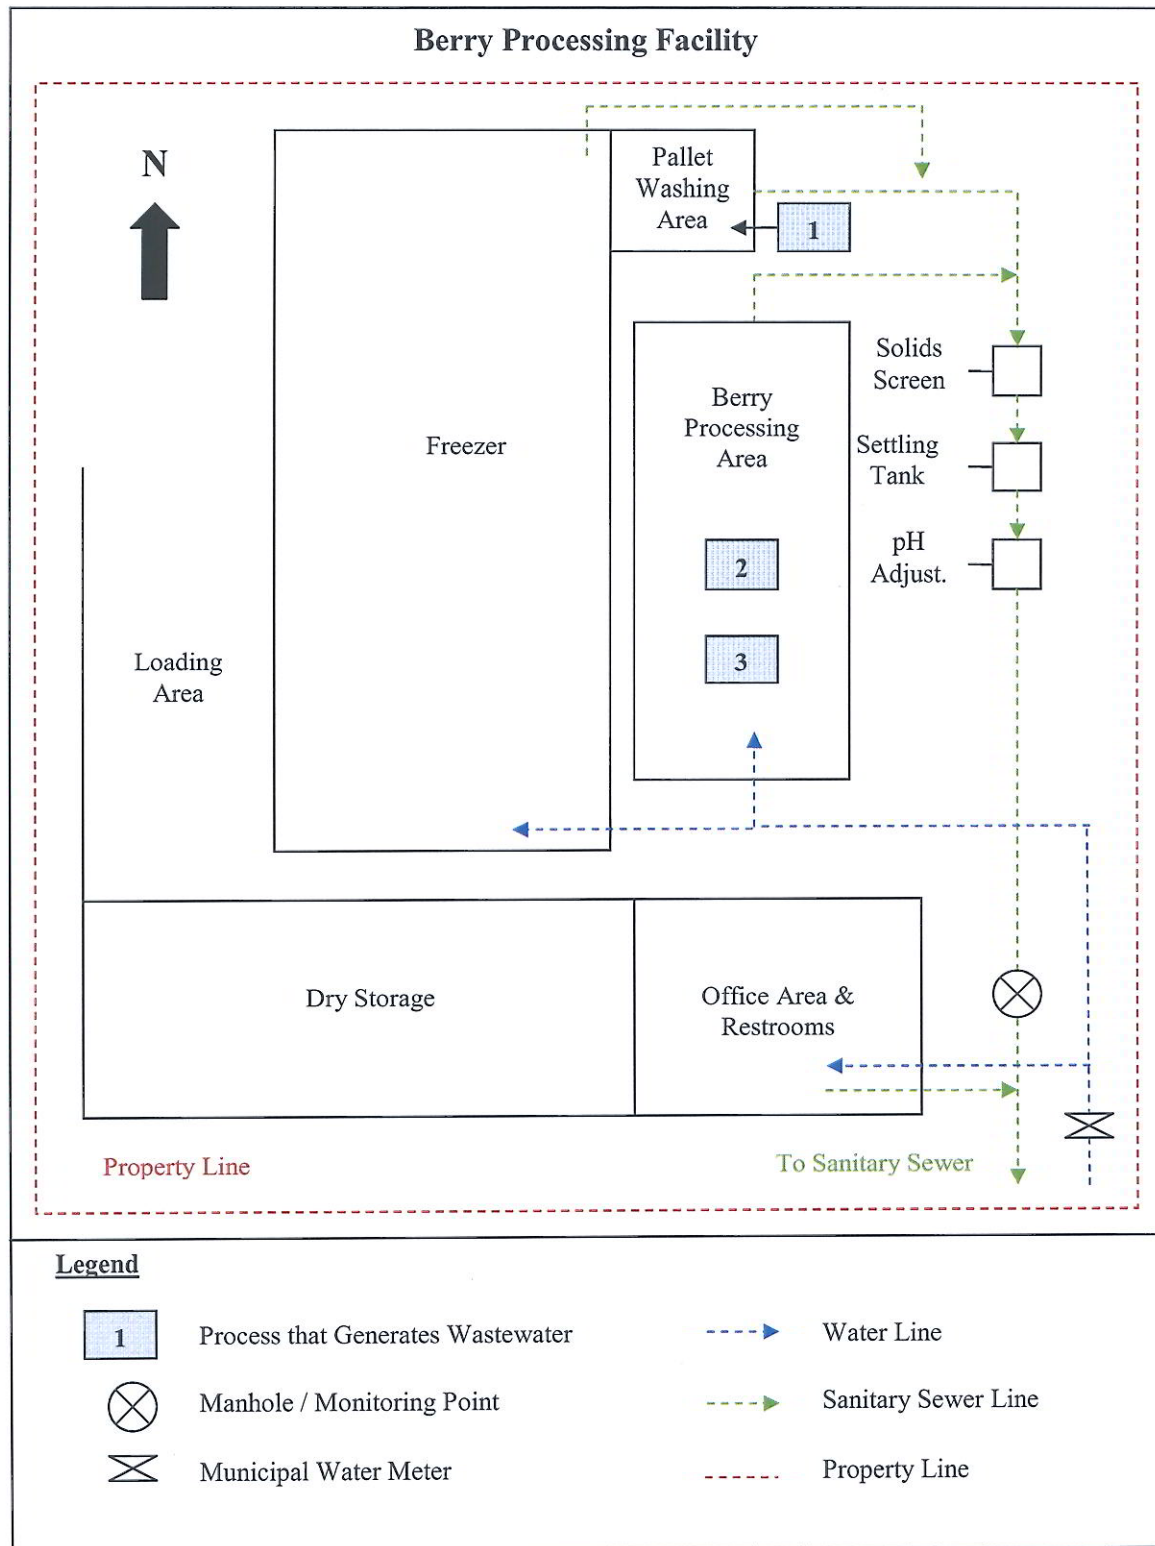 Berry Processing Facility
N
Pallet
Washing
Area
1
Solids
Screen
Berry
Processing
Area
Freezer
Settling
Tank
pH
Adjust.
2
3
Loading
Area
Dry Storage
Office Area &
Restrooms
Property Line
To Sanitary Sewer
Legend
1
Process that Generates Wastewater
Water Line
Manhole / Monitoring Point
Sanitary Sewer Line
Municipal Water Meter
Property Line